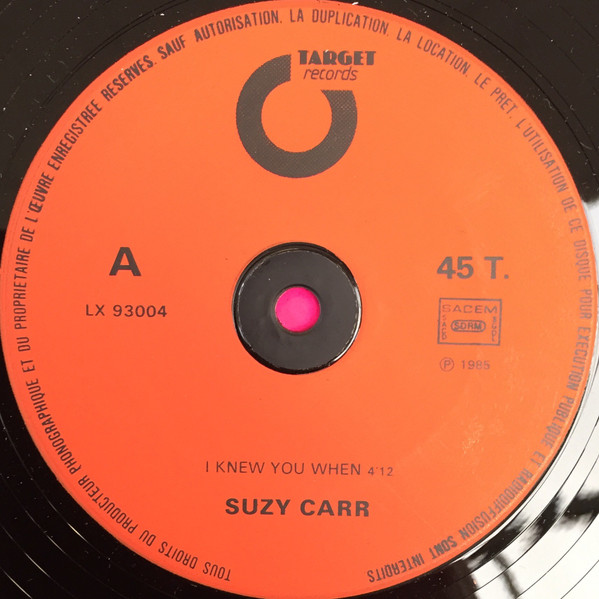 TOUS DROITS DU PRODUCTEUR PHONOGRAPHIQUE ET DU PROPRIETAIRE DE L'ŒUVRE ENREGISTREE RESERVES. SAUF AUTORISATION. LA DUPLICATION. LA LOCATION. LE PRET. L'UTILISATION DE CE DISQUE POUR EXECUTION PUBLIQUE ET RADIODIFFUSION SONT INTERDITS
TARGET
records
A
45 T.
LX 93004
SACEM
SACD
SDRM
SGDL
Ⓟ 1985
I KNEW YOU WHEN 4'12
SUZY CARR